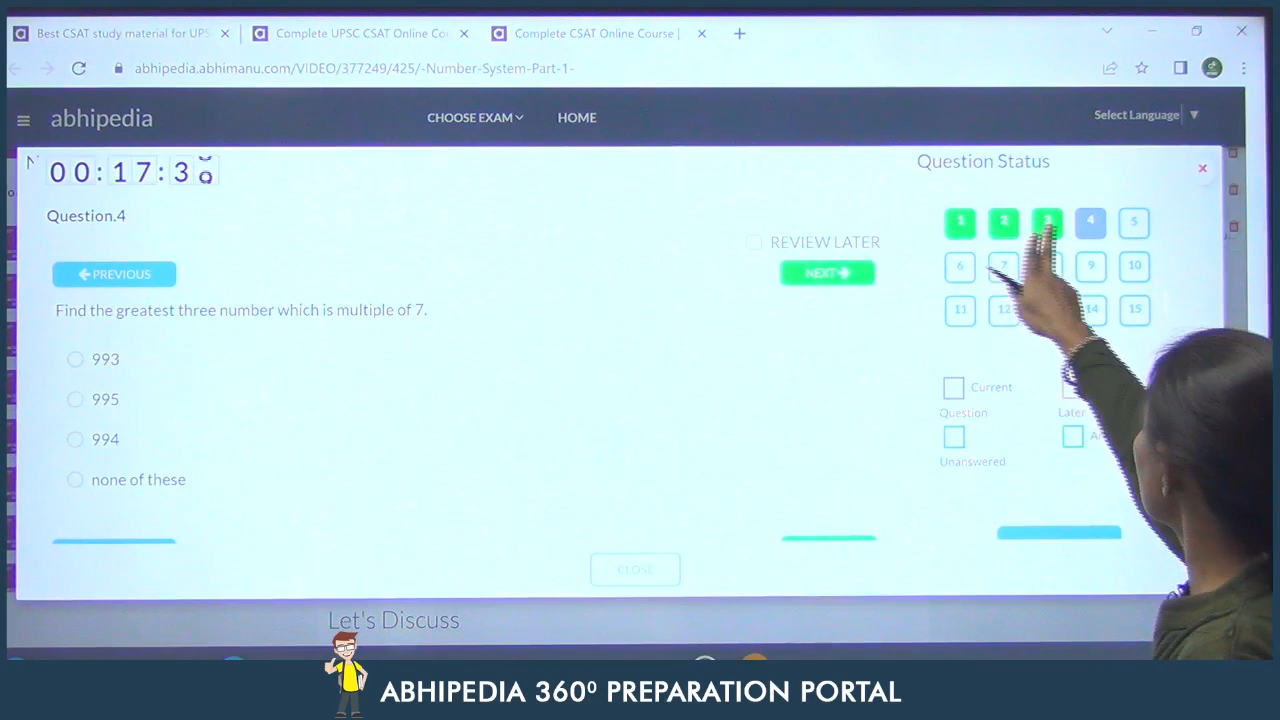 Best CSAT study material for UPS
Complete UPSC CSAT Online Co
Complete CSAT Online Course |
abhipedia.abhimanu.com/VIDEO/377249/425/-Number-System-Part-1-
abhipedia
CHOOSE EXAM
HOME
Select Language
00:17:3
Question Status
Question.4
1 2 3 4 5
REVIEW LATER
PREVIOUS
NEXT
6 7 9 10
Find the greatest three number which is multiple of 7.
11 12 14 15
993
995
994
none of these
Current
Question
Later
Unanswered
CLOSE
Let's Discuss
ABHIPEDIA 360⁰ PREPARATION PORTAL